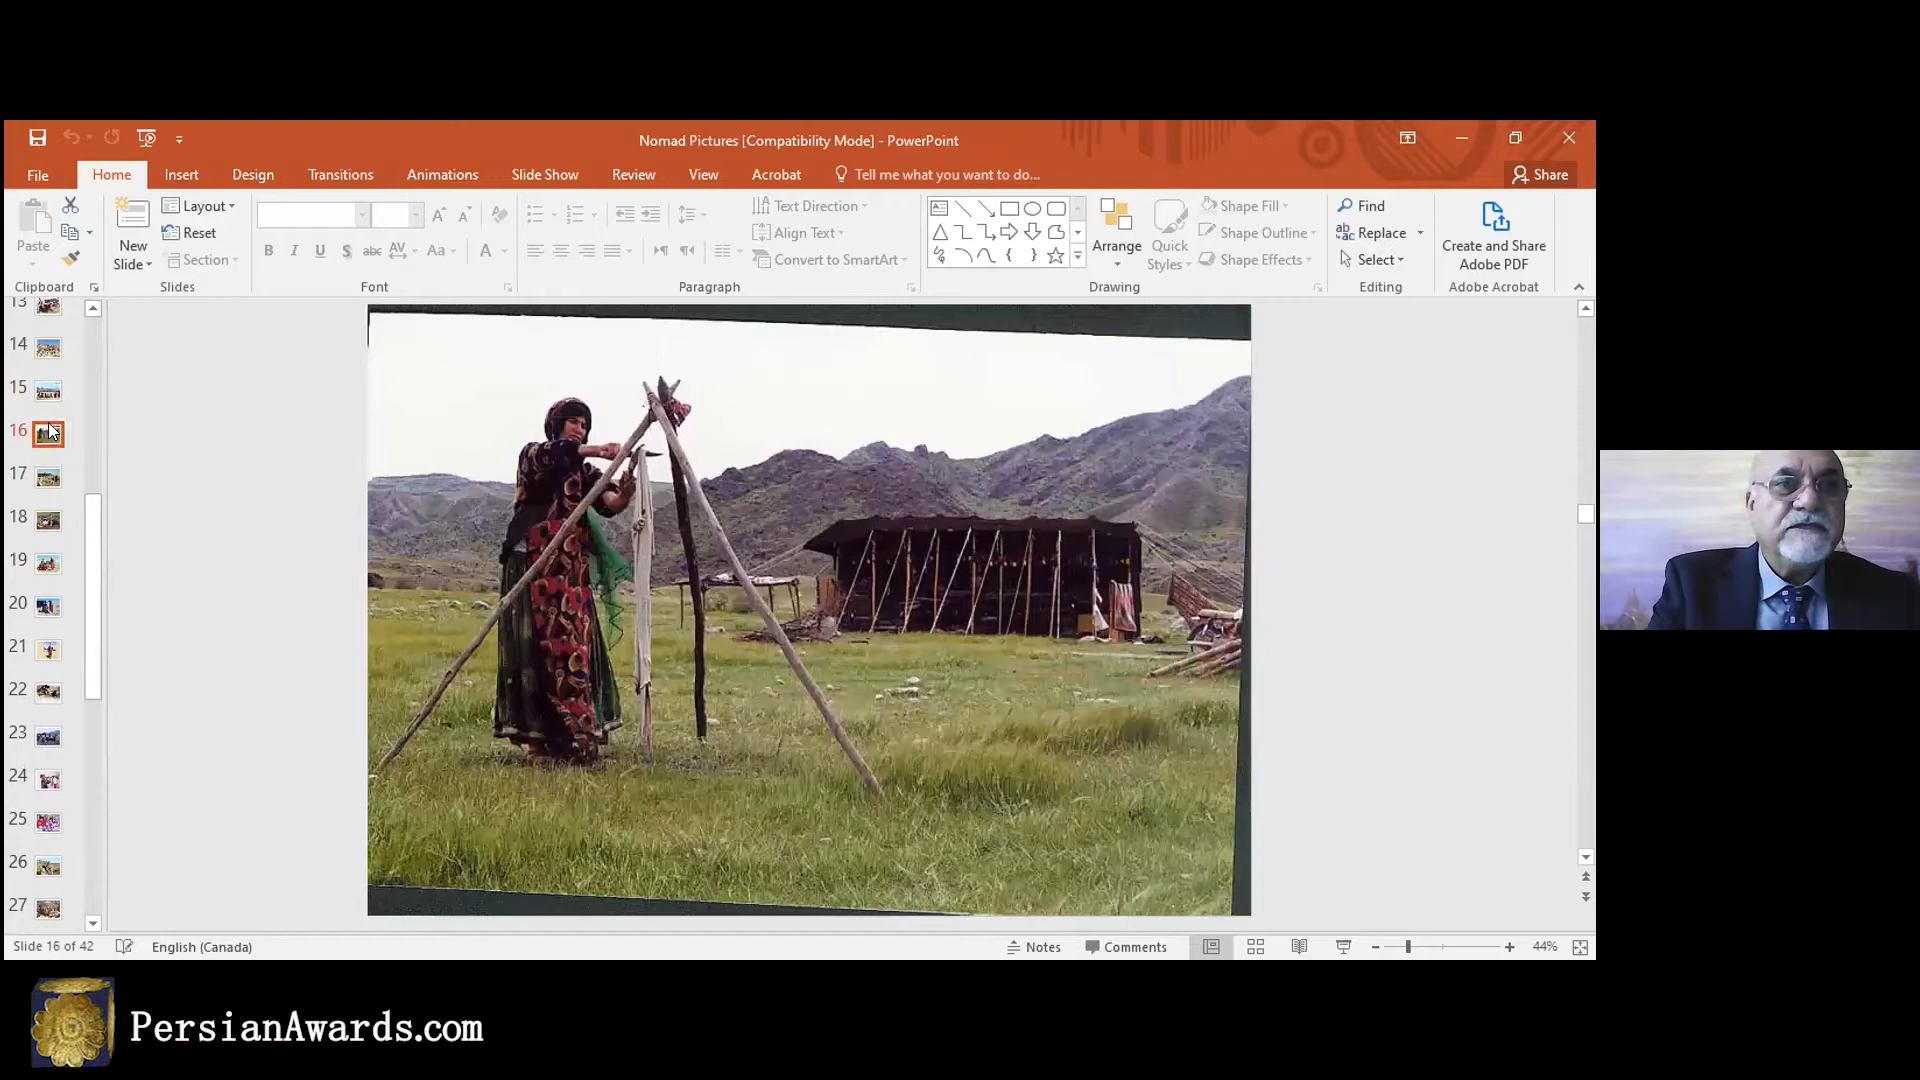 Nomad Pictures [Compatibility Mode] - PowerPoint
File Home Insert Design Transitions Animations Slide Show Review View Acrobat Tell me what you want to do... Share
Paste
Clipboard
New Slide
Layout
Reset
Section
Slides
B I U S abc AV Aa A
Font
Text Direction
Align Text
Convert to SmartArt
Paragraph
Arrange
Quick Styles
Shape Fill
Shape Outline
Shape Effects
Drawing
Find
Replace
Select
Editing
Create and Share
Adobe PDF
Adobe Acrobat
13
14
15
16
17
18
19
20
21
22
23
24
25
26
27
Slide 16 of 42 English (Canada) Notes Comments 44%
PersianAwards.com